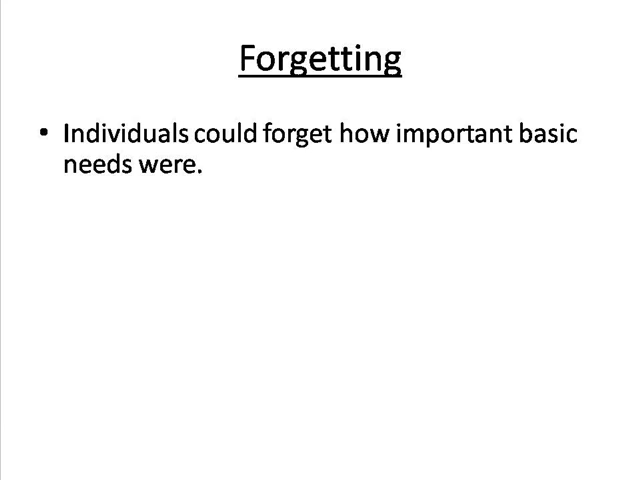 Forgetting
• Individuals could forget how important basic
needs were.